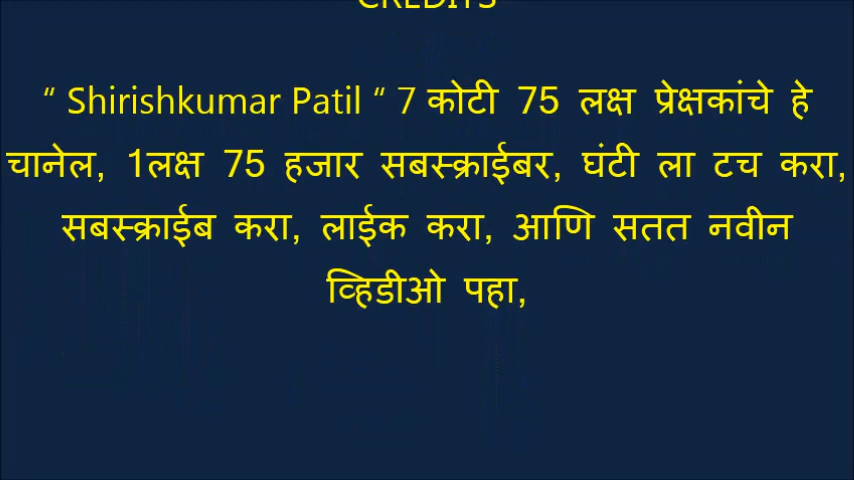 CREDITS
“ Shirishkumar Patil “ 7 कोटी 75 लक्ष प्रेक्षकांचे हे
चानेल, 1लक्ष 75 हजार सबस्क्राईबर, घंटी ला टच करा,
सबस्क्राईब करा, लाईक करा, आणि सतत नवीन
व्हिडीओ पहा,